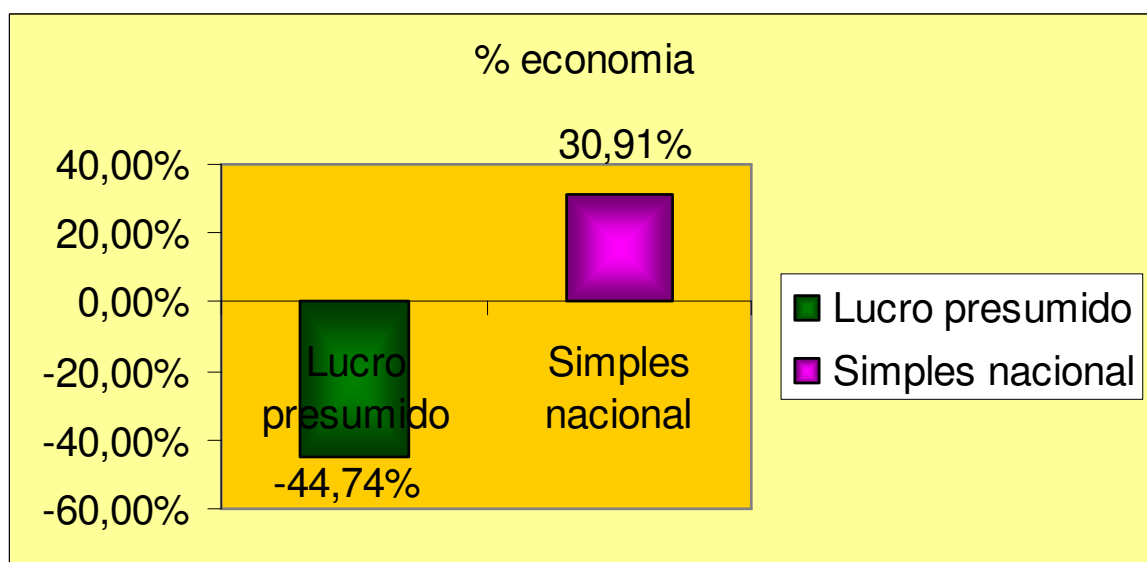 % economia
30,91%
40,00%
20,00%
0,00%
-20,00%
-40,00%
-60,00%
Lucro
presumido
Simples
nacional
-44,74%
Lucro presumido
Simples nacional